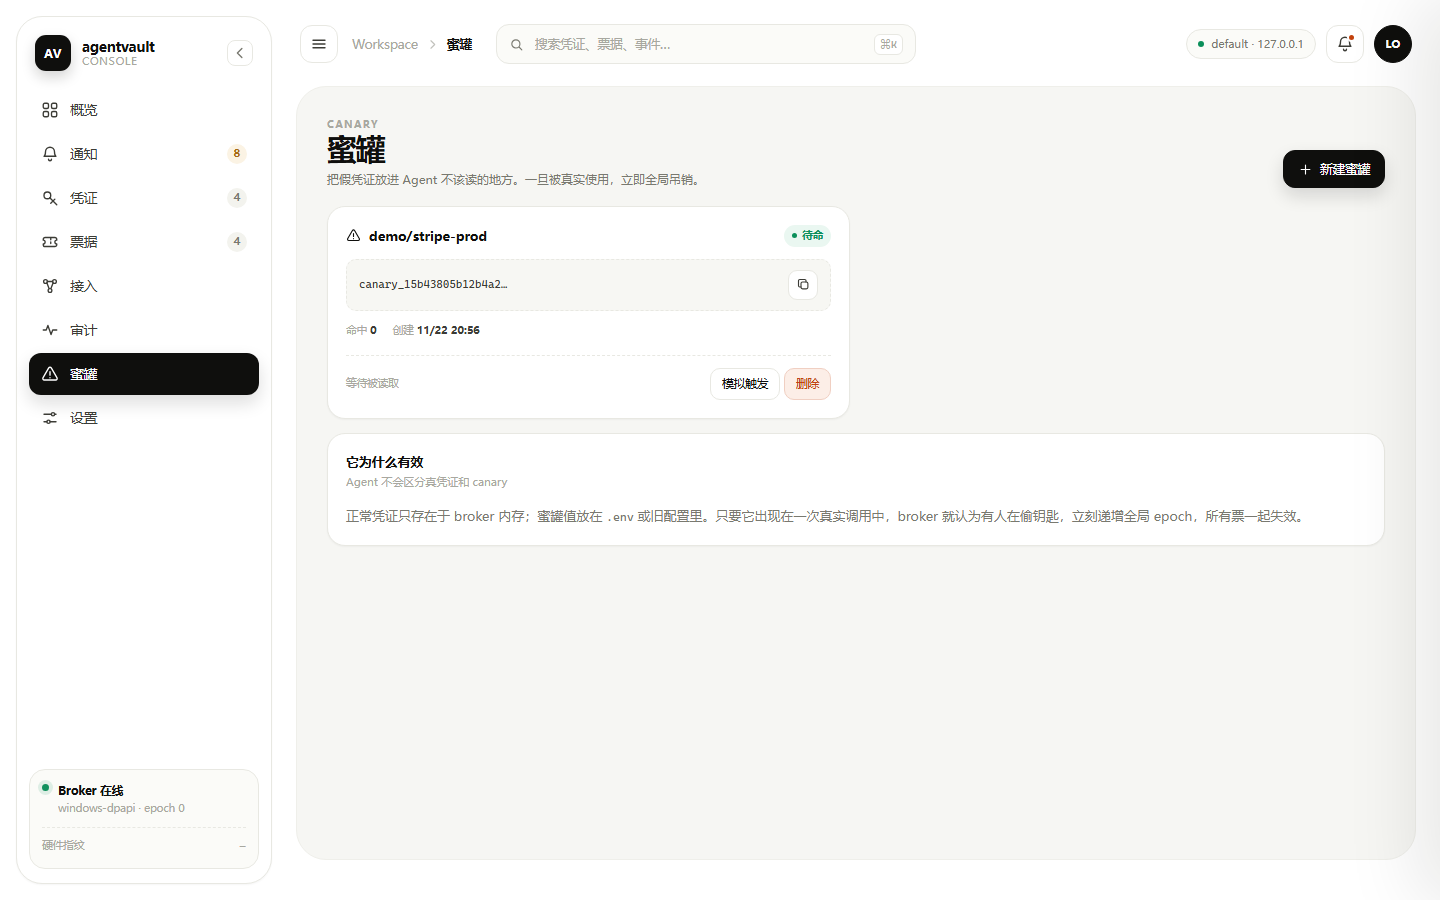 AV
agentvault
CONSOLE
概览
通知 8
凭证 4
票据 4
接入
审计
蜜罐
设置
Broker 在线
windows-dpapi · epoch 0
硬件指纹 –
Workspace > 蜜罐
搜索凭证、票据、事件... ⌘K
default · 127.0.0.1
LO
CANARY
蜜罐
把假凭证放进 Agent 不该读的地方。一旦被真实使用，立即全局吊销。
+ 新建蜜罐
demo/stripe-prod
待命
canary_15b43805b12b4a2…
命中 0 创建 11/22 20:56
等待被读取
模拟触发
删除
它为什么有效
Agent 不会区分真凭证和 canary
正常凭证只存在于 broker 内存；蜜罐值放在 .env 或旧配置里。只要它出现在一次真实调用中，broker 就认为有人在偷钥匙，立刻递增全局 epoch，所有票一起失效。